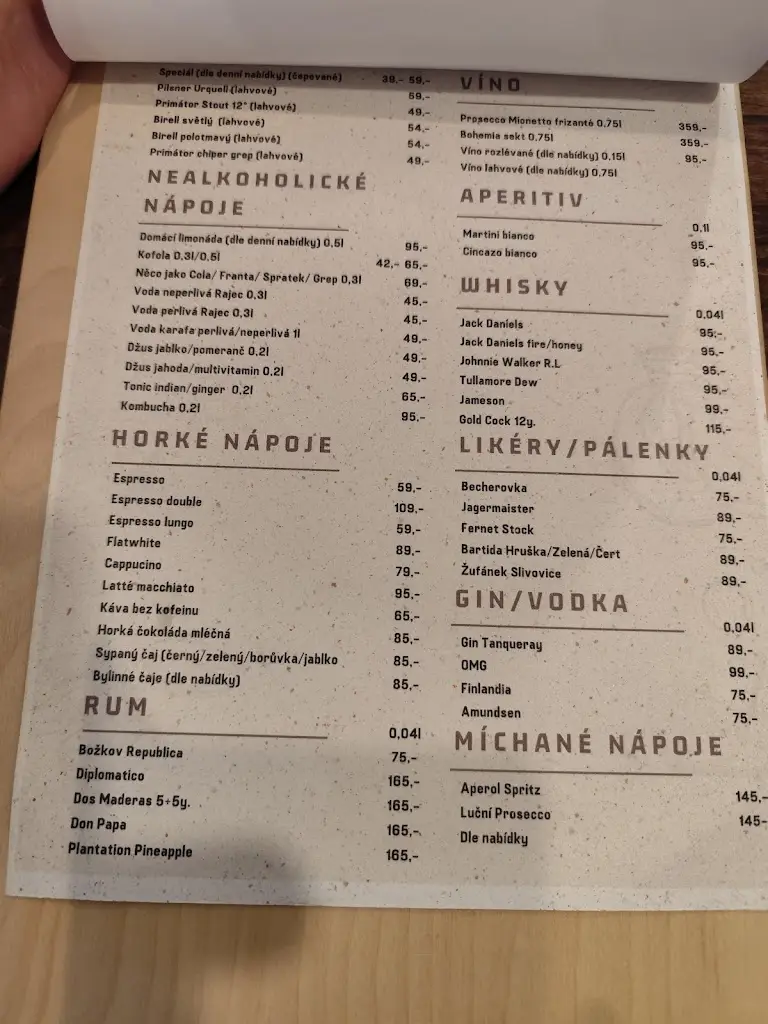 Speciál (dle denní nabídky) (čepované) 39,- 59,-
Pilsner Urquell (lahvové) 59,-
Primátor Stout 12° (lahvové) 49,-
Birell světlý (lahvové) 54,-
Birell polotmavý (lahvové) 54,-
Primátor chiper grep (lahvové) 49,-
NEALKOHOLICKÉ
NÁPOJE
Domácí limonáda (dle denní nabídky) 0,5l 95,-
Kofola 0,3l/0,5l 42,- 65,-
Něco jako Cola/ Franta/ Spratek/ Grep 0,3l 69,-
Voda neperlivá Rajec 0,3l 45,-
Voda perlivá Rajec 0,3l 45,-
Voda karafa perlivá/neperlivá 1l 49,-
Džus jablko/pomeranč 0,2l 49,-
Džus jahoda/multivitamin 0,2l 49,-
Tonic indian/ginger 0,2l 65,-
Kombucha 0,2l 95,-
HORKÉ NÁPOJE
Espresso 59,-
Espresso double 109,-
Espresso lungo 59,-
Flatwhite 89,-
Cappucino 79,-
Latté macchiato 95,-
Káva bez kofeinu 65,-
Horká čokoláda mléčná 85,-
Sypaný čaj (černý/zelený/borůvka/jablko 85,-
Bylinné čaje (dle nabídky) 85,-
RUM
0,04l
Božkov Republica 75,-
Diplomatico 165,-
Dos Maderas 5+5y. 165,-
Don Papa 165,-
Plantation Pineapple 165,-
VÍNO
Prosecco Mionetto frizanté 0,75l 359,-
Bohemia sekt 0,75l 359,-
Víno rozlévané (dle nabídky) 0,15l 95,-
Víno lahvové (dle nabídky) 0,75l
APERITIV
0,1l
Martini bianco 95,-
Cincazo bianco 95,-
WHISKY
0,04l
Jack Daniels 95,-
Jack Daniels fire/honey 95,-
Johnnie Walker R.L 95,-
Tullamore Dew 95,-
Jameson 99,-
Gold Cock 12y. 115,-
LIKÉRY/PÁLENKY
0,04l
Becherovka 75,-
Jagermaister 89,-
Fernet Stock 75,-
Bartida Hruška/Zelená/Čert 89,-
Žufánek Slivovice 89,-
GIN/VODKA
0,04l
Gin Tanqueray 89,-
OMG 99,-
Finlandia 75,-
Amundsen 75,-
MÍCHANÉ NÁPOJE
Aperol Spritz 145,-
Luční Prosecco 145-
Dle nabídky